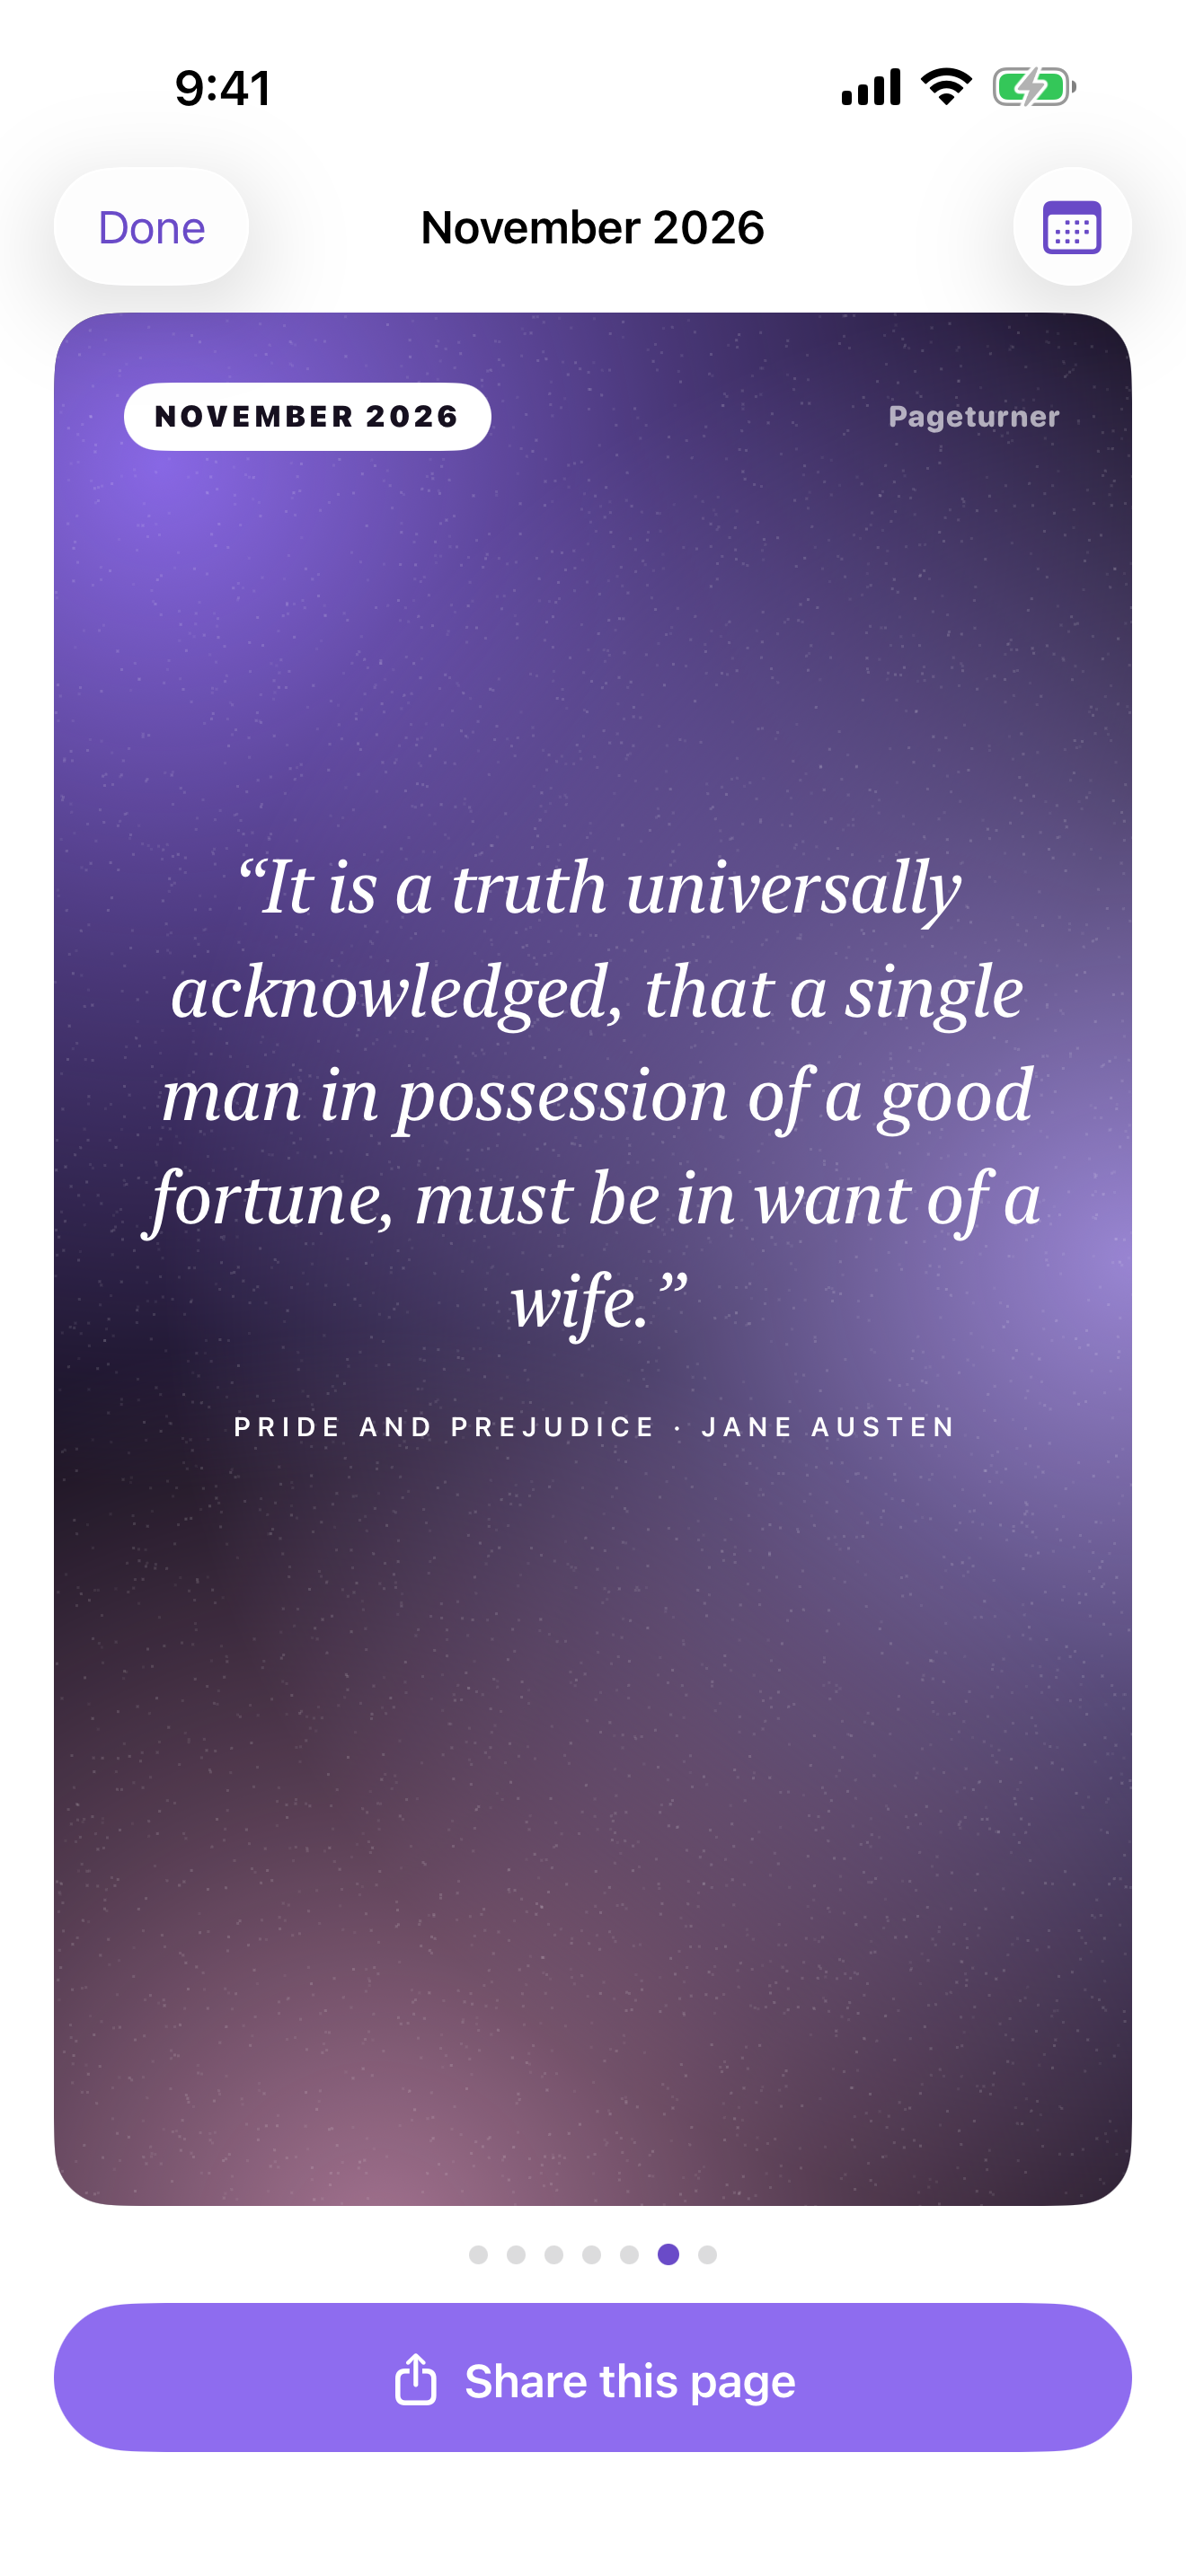 9:41
Done
November 2026
NOVEMBER 2026
Pageturner
“It is a truth universally
acknowledged, that a single
man in possession of a good
fortune, must be in want of a
wife.”
PRIDE AND PREJUDICE · JANE AUSTEN
Share this page